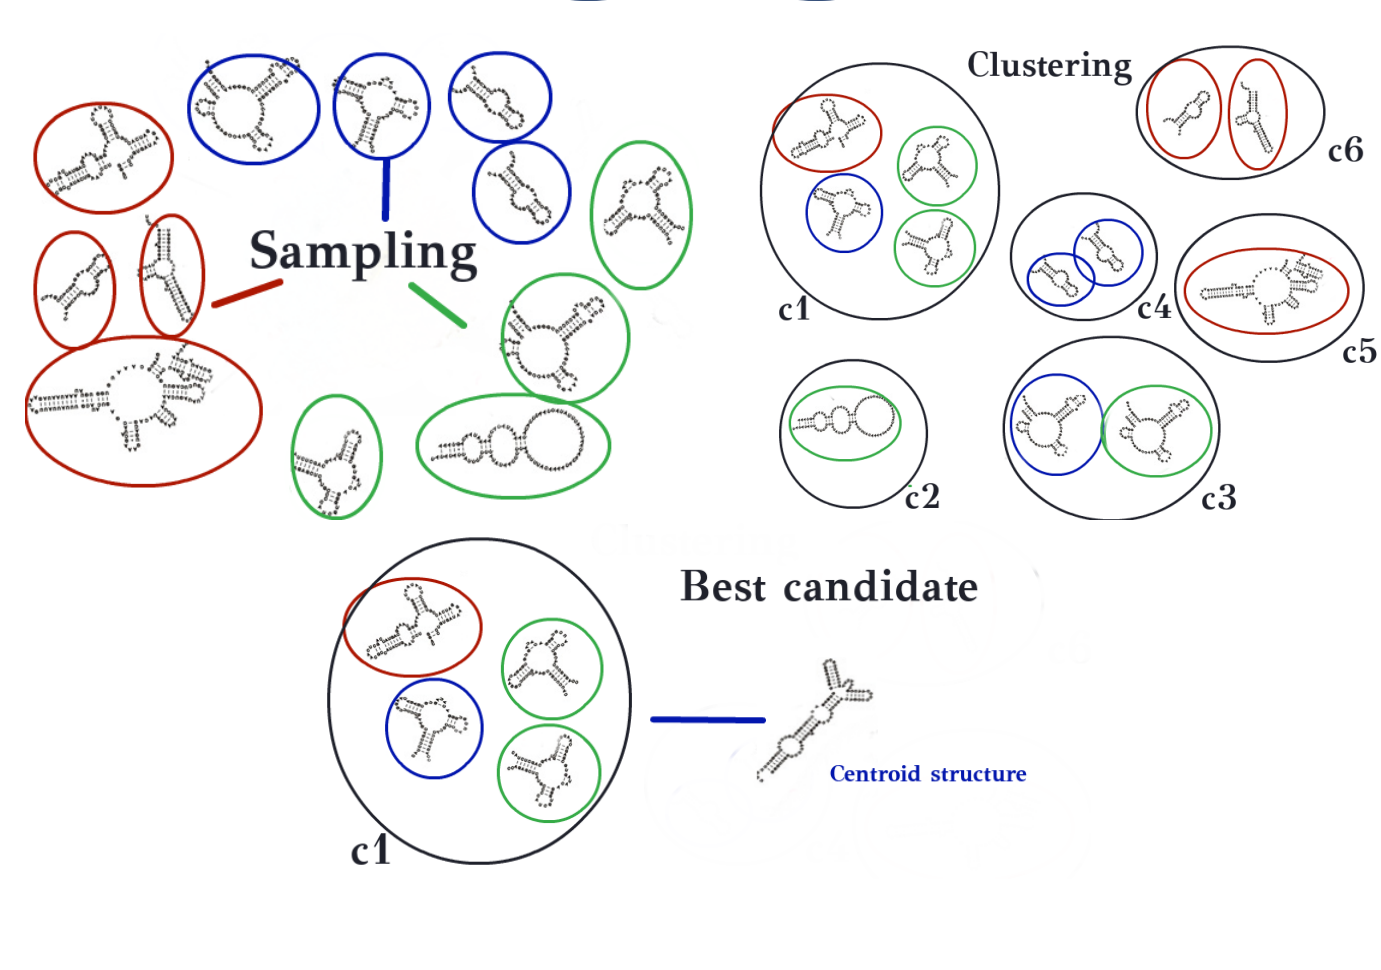 Sampling
Clustering
c1
c2
c3
c4
c5
c6
Best candidate
Centroid structure
c1